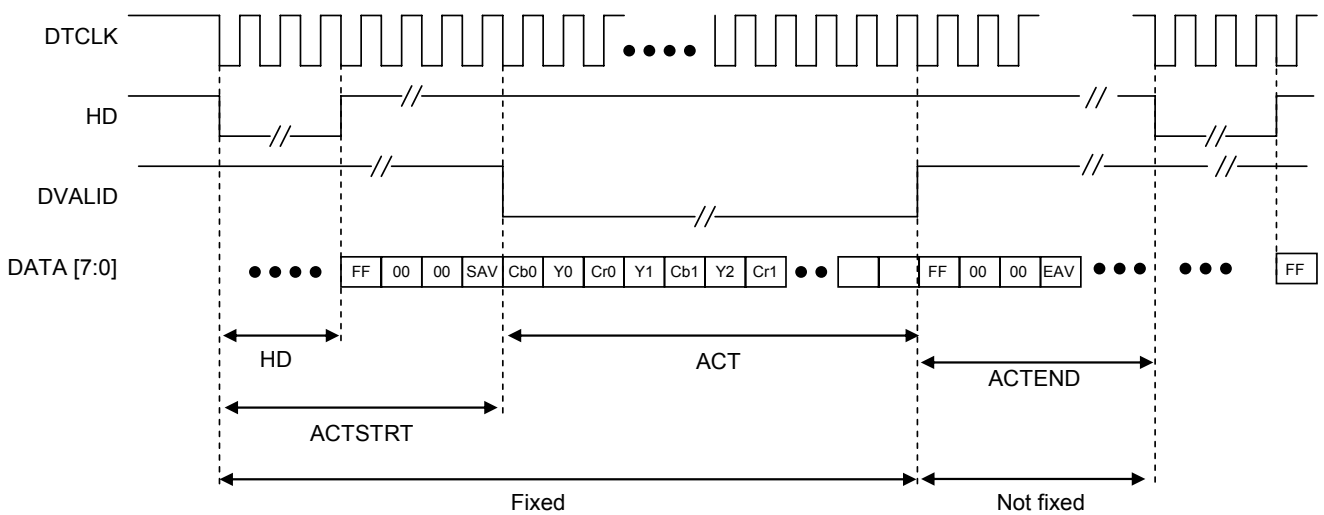 DTCLK
HD
DVALID
DATA [7:0]
FF 00 00 SAV Cb0 Y0 Cr0 Y1 Cb1 Y2 Cr1 FF 00 00 EAV FF
HD
ACT
ACTEND
ACTSTRT
Fixed
Not fixed